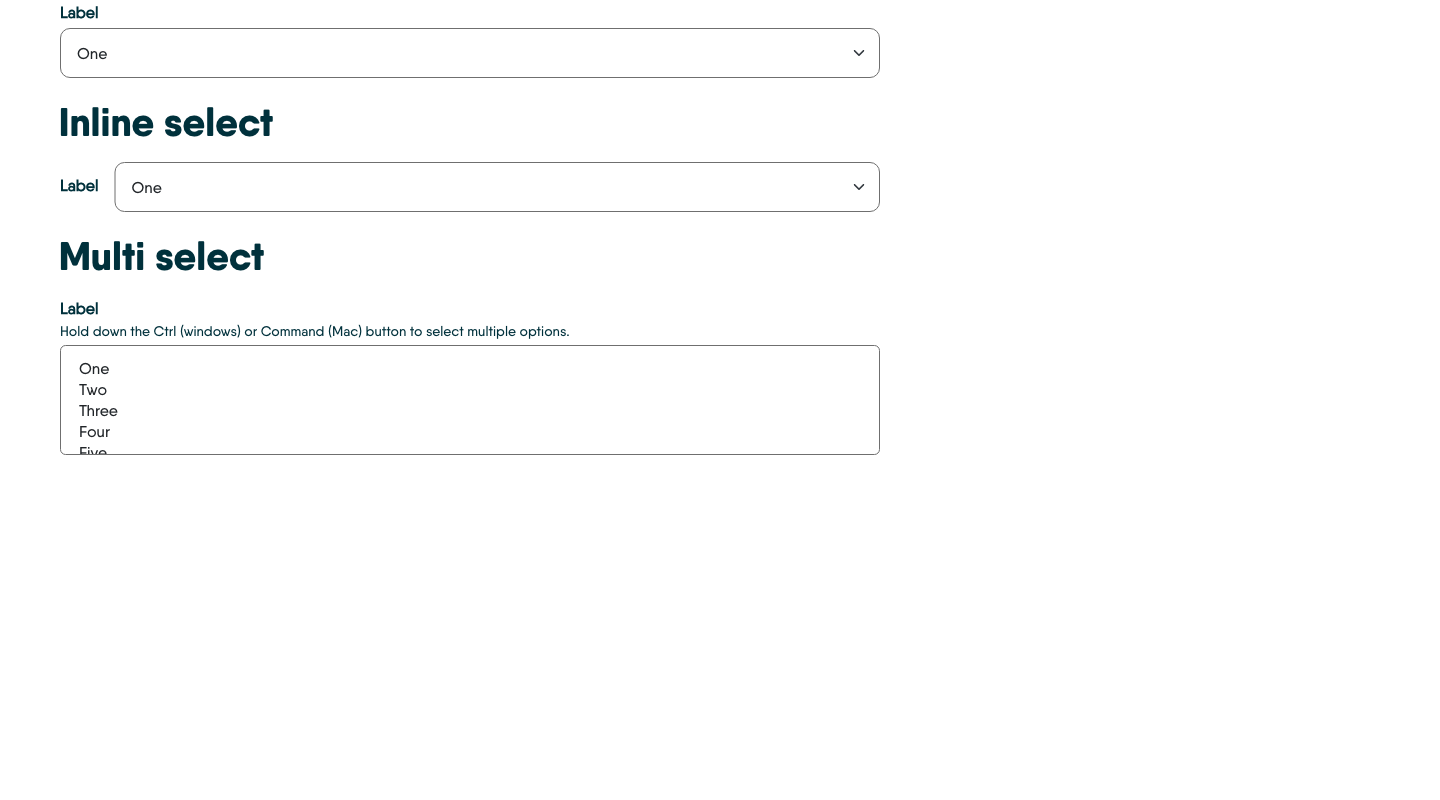 Label
One
Inline select
Label One
Multi select
Label
Hold down the Ctrl (windows) or Command (Mac) button to select multiple options.
One
Two
Three
Four
Five